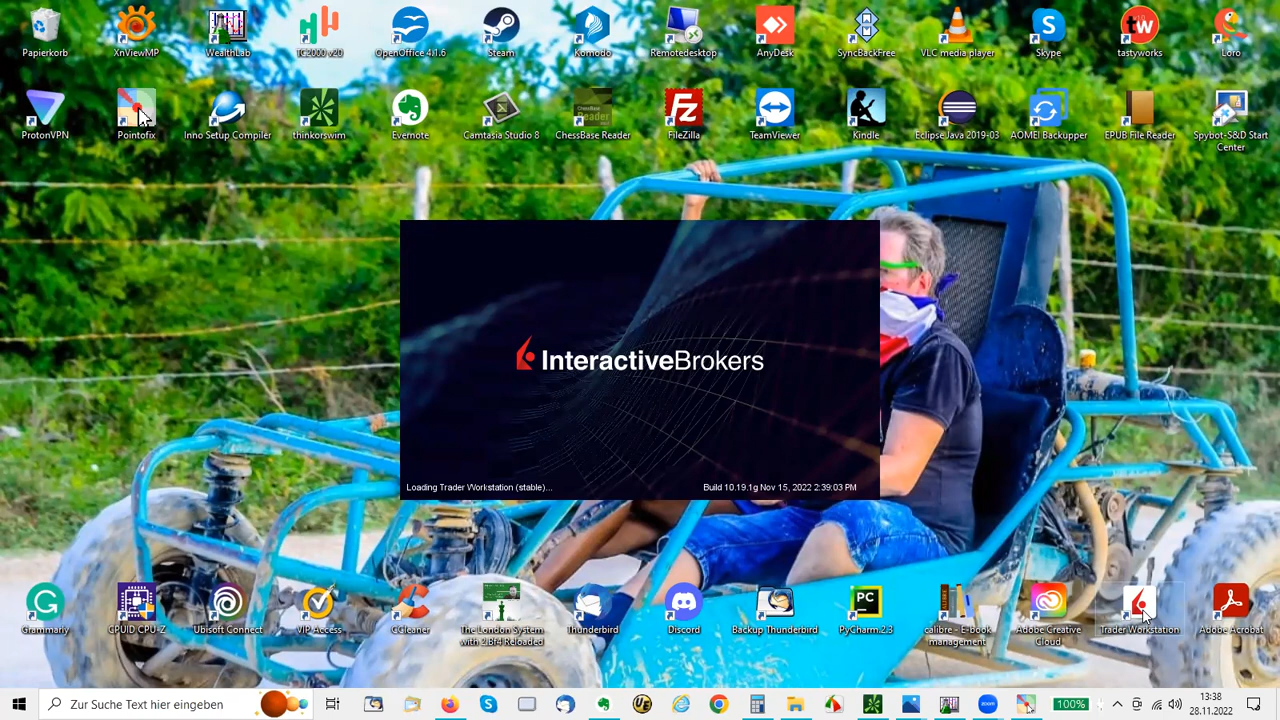 Papierkorb
XnViewMP
WealthLab
TC2000 v20
OpenOffice 4.1.6
Steam
Komodo
Remotedesktop
AnyDesk
SyncBackFree
VLC media player
Skype
tw
tastyworks
Loro
ProtonVPN
Pointofix
Inno Setup Compiler
thinkorswim
Evernote
Camtasia Studio 8
ChessBase Reader
FileZilla
TeamViewer
Kindle
Eclipse Java 2019-03
AOMEI Backupper
EPUB File Reader
Spybot-S&D Start
Center
InteractiveBrokers
Loading Trader Workstation (stable)...
Build 10.19.1g Nov 15, 2022 2:39:03 PM
Grammarly
CPUID CPU-Z
Ubisoft Connect
VIP Access
CCleaner
The London System
with 2.Bf4 Reloaded
Thunderbird
Discord
Backup Thunderbird
PC
PyCharm.2.3
calibre - E-book
management
Adobe Creative
Cloud
Trader Workstation
Adobe Acrobat
Zur Suche Text hier eingeben
zoom
100%
13:38
28.11.2022